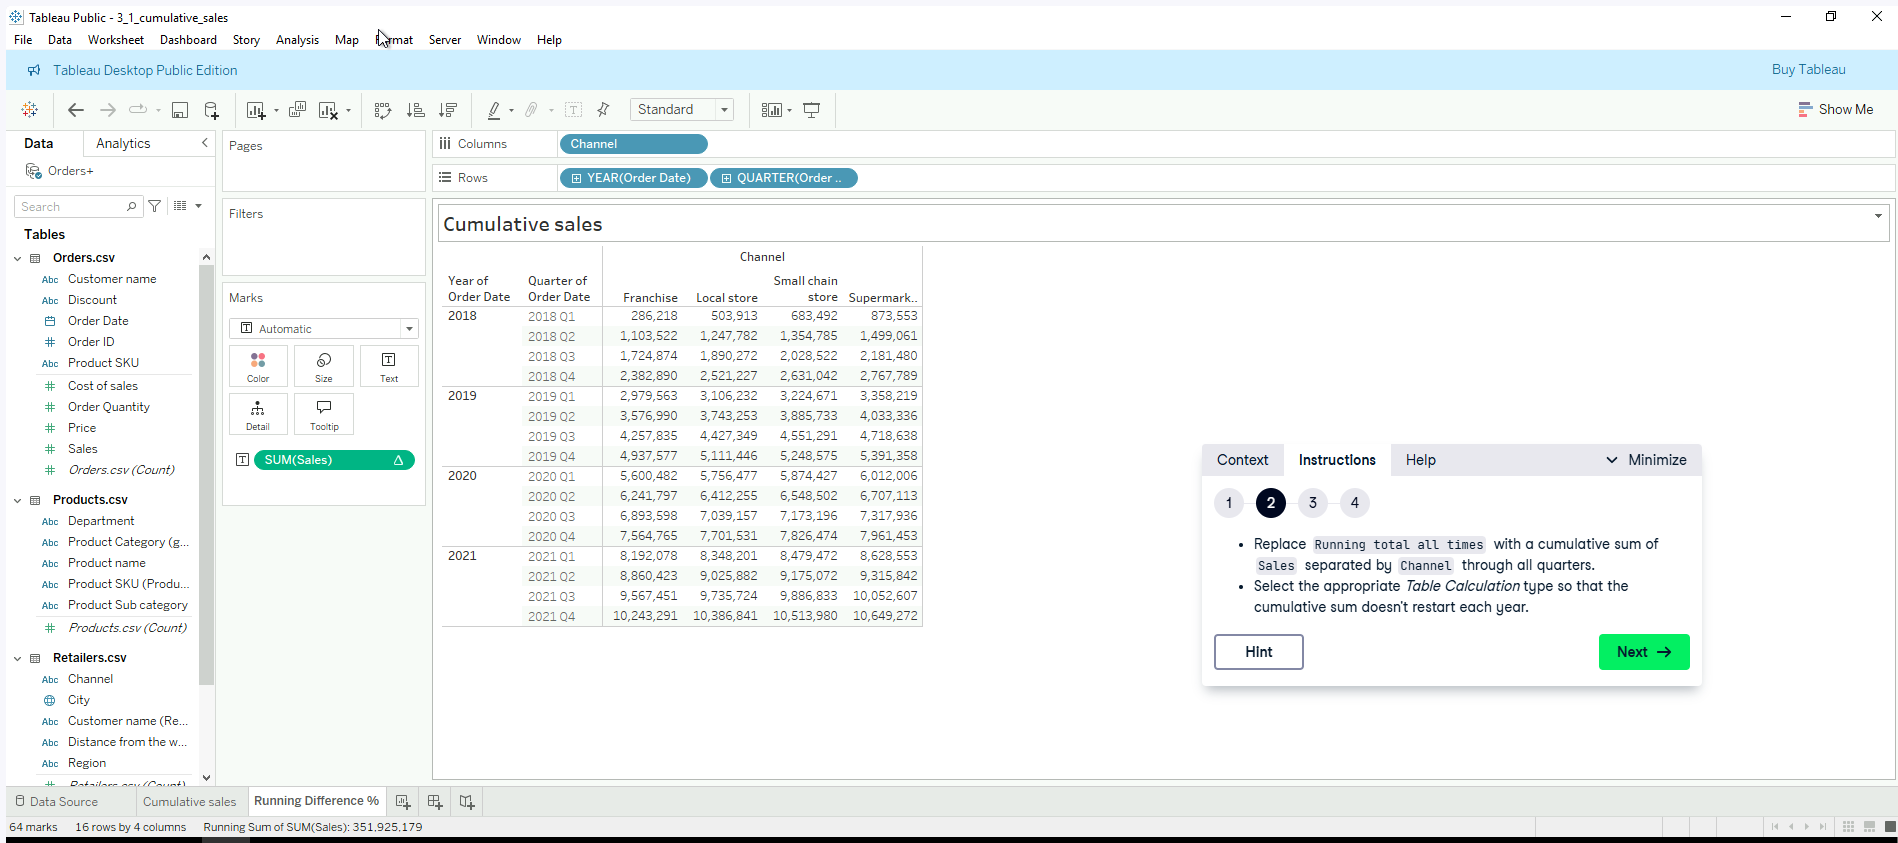 Tableau Public - 3_1_cumulative_sales
File Data Worksheet Dashboard Story Analysis Map Format Server Window Help
Tableau Desktop Public Edition Buy Tableau
Standard Show Me
Data Analytics
Orders+
Search
Tables
Orders.csv
Abc Customer name
Abc Discount
Order Date
Order ID
Abc Product SKU
Cost of sales
Order Quantity
Price
Sales
Orders.csv (Count)
Products.csv
Abc Department
Abc Product Category (g...
Abc Product name
Abc Product SKU (Produ...
Abc Product Sub category
Products.csv (Count)
Retailers.csv
Abc Channel
City
Abc Customer name (Re...
Abc Distance from the w...
Abc Region
Retailers.csv (Count)
Pages
Filters
Marks
Automatic
Color Size Text
Detail Tooltip
SUM(Sales)
Columns Channel
Rows YEAR(Order Date) QUARTER(Order ..
Cumulative sales
Channel
Year of Order Date Quarter of Order Date Franchise Local store Small chain store Supermark..
2018 2018 Q1 286,218 503,913 683,492 873,553
2018 Q2 1,103,522 1,247,782 1,354,785 1,499,061
2018 Q3 1,724,874 1,890,272 2,028,522 2,181,480
2018 Q4 2,382,890 2,521,227 2,631,042 2,767,789
2019 2019 Q1 2,979,563 3,106,232 3,224,671 3,358,219
2019 Q2 3,576,990 3,743,253 3,885,733 4,033,336
2019 Q3 4,257,835 4,427,349 4,551,291 4,718,638
2019 Q4 4,937,577 5,111,446 5,248,575 5,391,358
2020 2020 Q1 5,600,482 5,756,477 5,874,427 6,012,006
2020 Q2 6,241,797 6,412,255 6,548,502 6,707,113
2020 Q3 6,893,598 7,039,157 7,173,196 7,317,936
2020 Q4 7,564,765 7,701,531 7,826,474 7,961,453
2021 2021 Q1 8,192,078 8,348,201 8,479,472 8,628,553
2021 Q2 8,860,423 9,025,882 9,175,072 9,315,842
2021 Q3 9,567,451 9,735,724 9,886,833 10,052,607
2021 Q4 10,243,291 10,386,841 10,513,980 10,649,272
Context Instructions Help Minimize
1 2 3 4
• Replace Running total all times with a cumulative sum of
Sales separated by Channel through all quarters.
• Select the appropriate Table Calculation type so that the
cumulative sum doesn't restart each year.
Hint Next
Data Source Cumulative sales Running Difference %
64 marks 16 rows by 4 columns Running Sum of SUM(Sales): 351,925,179